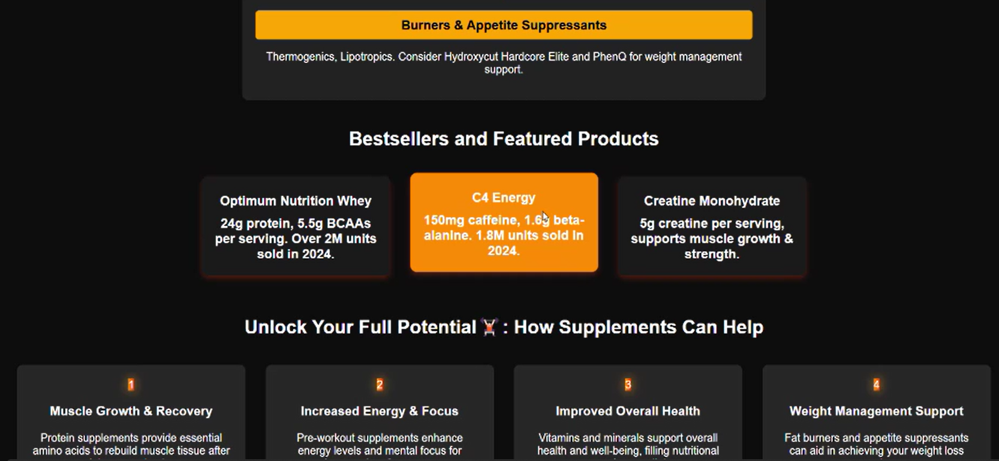 Burners & Appetite Suppressants
Thermogenics, Lipotropics. Consider Hydroxycut Hardcore Elite and PhenQ for weight management
support.
Bestsellers and Featured Products
Optimum Nutrition Whey
24g protein, 5.5g BCAAs
per serving. Over 2M units
sold in 2024.
C4 Energy
150mg caffeine, 1.6g beta-
alanine. 1.8M units sold in
2024.
Creatine Monohydrate
5g creatine per serving,
supports muscle growth &
strength.
Unlock Your Full Potential 🏋️: How Supplements Can Help
1
Muscle Growth & Recovery
Protein supplements provide essential
amino acids to rebuild muscle tissue after
2
Increased Energy & Focus
Pre-workout supplements enhance
energy levels and mental focus for
3
Improved Overall Health
Vitamins and minerals support overall
health and well-being, filling nutritional
4
Weight Management Support
Fat burners and appetite suppressants
can aid in achieving your weight loss